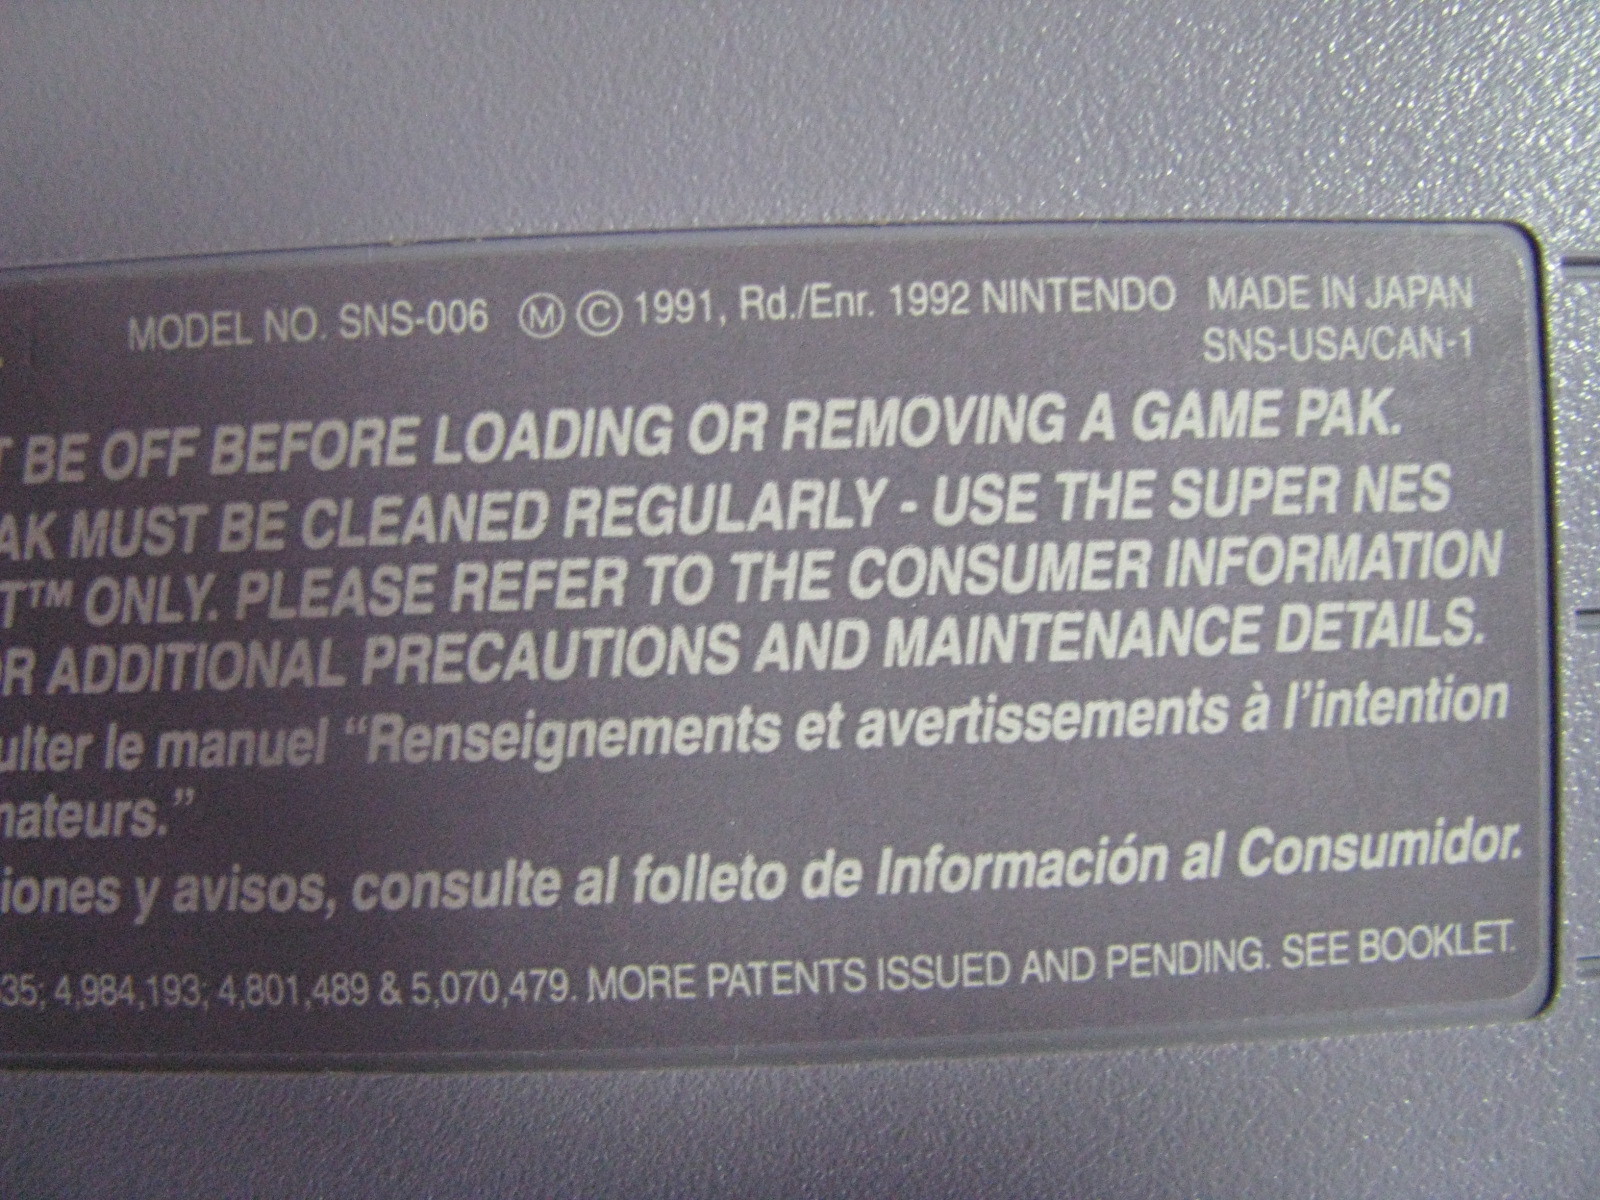 MODEL NO. SNS-006 Ⓜ © 1991, Rd./Enr. 1992 NINTENDO MADE IN JAPAN
SNS-USA/CAN-1
T BE OFF BEFORE LOADING OR REMOVING A GAME PAK.
AK MUST BE CLEANED REGULARLY - USE THE SUPER NES
T™ ONLY. PLEASE REFER TO THE CONSUMER INFORMATION
OR ADDITIONAL PRECAUTIONS AND MAINTENANCE DETAILS.
ulter le manuel “Renseignements et avertissements à l’intention
mateurs.”
iones y avisos, consulte al folleto de Información al Consumidor.
35; 4,984,193; 4,801,489 & 5,070,479. MORE PATENTS ISSUED AND PENDING. SEE BOOKLET.